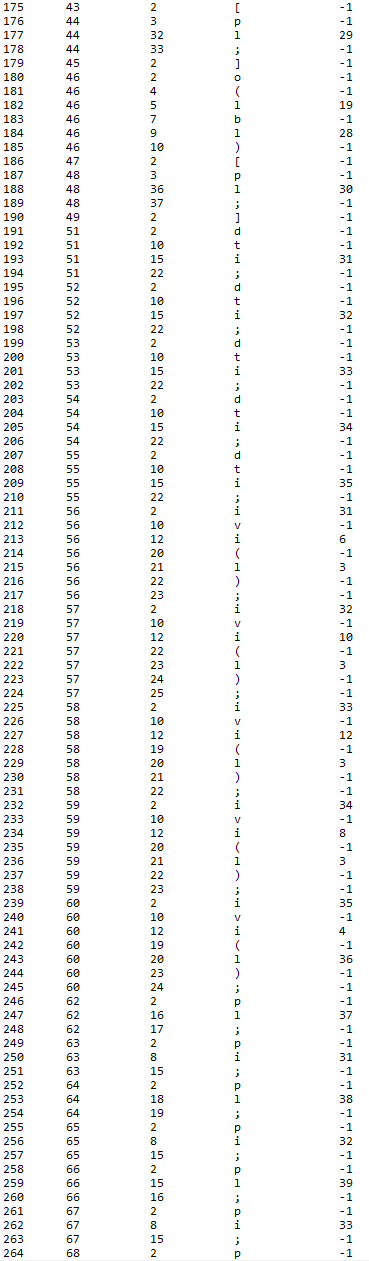 175 43 2 [ -1
176 44 3 p -1
177 44 32 l 29
178 44 33 ; -1
179 45 2 ] -1
180 46 2 o -1
181 46 4 ( -1
182 46 5 l 19
183 46 7 b -1
184 46 9 l 28
185 46 10 ) -1
186 47 2 [ -1
187 48 3 p -1
188 48 36 l 30
189 48 37 ; -1
190 49 2 ] -1
191 51 2 d -1
192 51 10 t -1
193 51 15 i 31
194 51 22 ; -1
195 52 2 d -1
196 52 10 t -1
197 52 15 i 32
198 52 22 ; -1
199 53 2 d -1
200 53 10 t -1
201 53 15 i 33
202 53 22 ; -1
203 54 2 d -1
204 54 10 t -1
205 54 15 i 34
206 54 22 ; -1
207 55 2 d -1
208 55 10 t -1
209 55 15 i 35
210 55 22 ; -1
211 56 2 i 31
212 56 10 v -1
213 56 12 i 6
214 56 20 ( -1
215 56 21 l 3
216 56 22 ) -1
217 56 23 ; -1
218 57 2 i 32
219 57 10 v -1
220 57 12 i 10
221 57 22 ( -1
222 57 23 l 3
223 57 24 ) -1
224 57 25 ; -1
225 58 2 i 33
226 58 10 v -1
227 58 12 i 12
228 58 19 ( -1
229 58 20 l 3
230 58 21 ) -1
231 58 22 ; -1
232 59 2 i 34
233 59 10 v -1
234 59 12 i 8
235 59 20 ( -1
236 59 21 l 3
237 59 22 ) -1
238 59 23 ; -1
239 60 2 i 35
240 60 10 v -1
241 60 12 i 4
242 60 19 ( -1
243 60 20 l 36
244 60 23 ) -1
245 60 24 ; -1
246 62 2 p -1
247 62 16 l 37
248 62 17 ; -1
249 63 2 p -1
250 63 8 i 31
251 63 15 ; -1
252 64 2 p -1
253 64 18 l 38
254 64 19 ; -1
255 65 2 p -1
256 65 8 i 32
257 65 15 ; -1
258 66 2 p -1
259 66 15 l 39
260 66 16 ; -1
261 67 2 p -1
262 67 8 i 33
263 67 15 ; -1
264 68 2 p -1